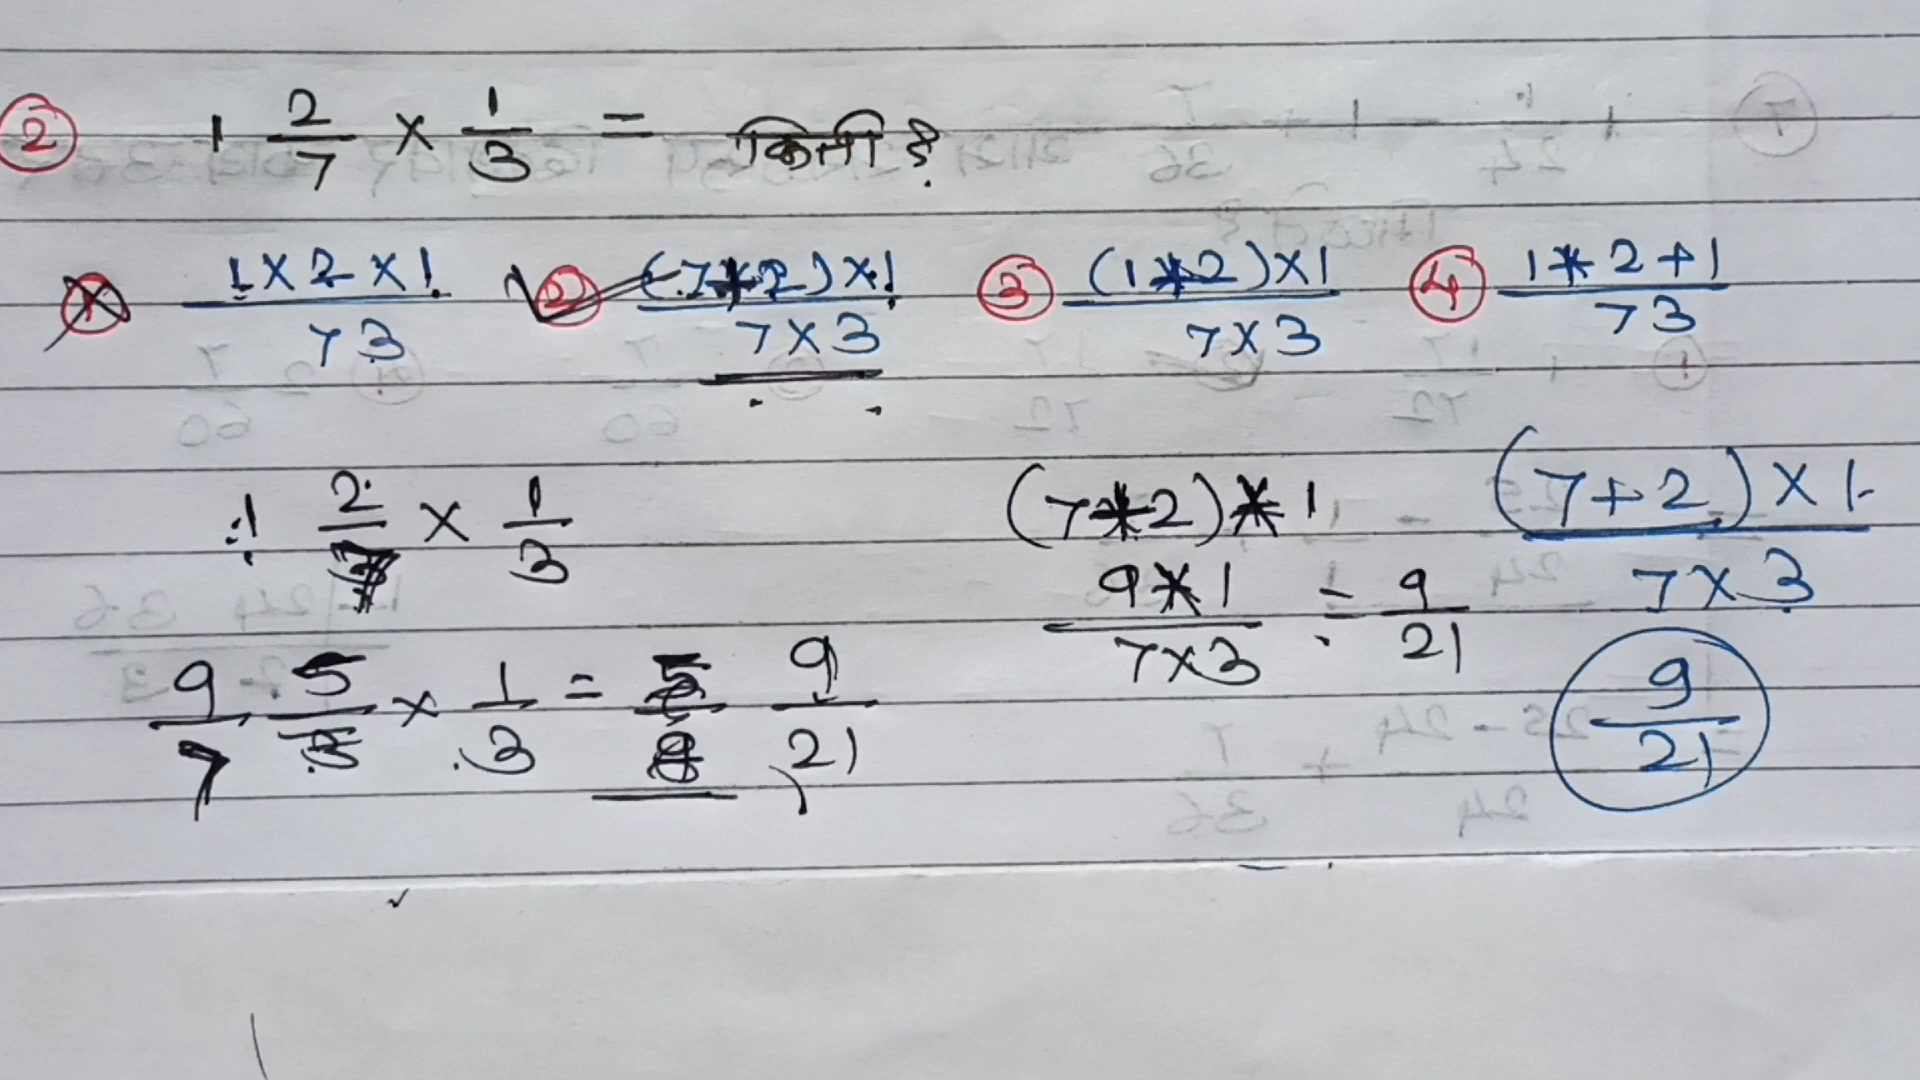 ② 1 2/7 × 1/3 = किती ?
① 1×2×1/73 ② (7+2)×1/7×3 ③ (1+2)×1/7×3 ④ 1*2+1/73
1 2/7 × 1/3
(7+2)×1
(7+2)×1/7×3
9×1/7×3 = 9/21
9/7 5/3 × 1/3 = 9/21
9/21